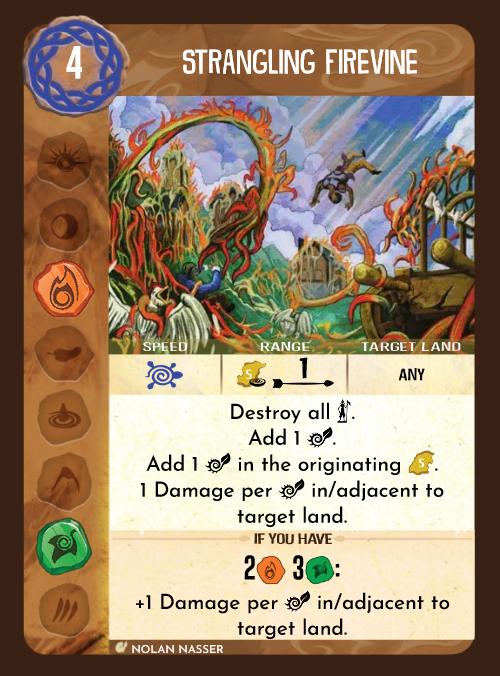 4
STRANGLING FIREVINE
SPEED RANGE TARGET LAND
S 1 ANY
Destroy all .
Add 1 .
Add 1 in the originating S .
1 Damage per in/adjacent to
target land.
IF YOU HAVE
2 3 :
+1 Damage per in/adjacent to
target land.
NOLAN NASSER